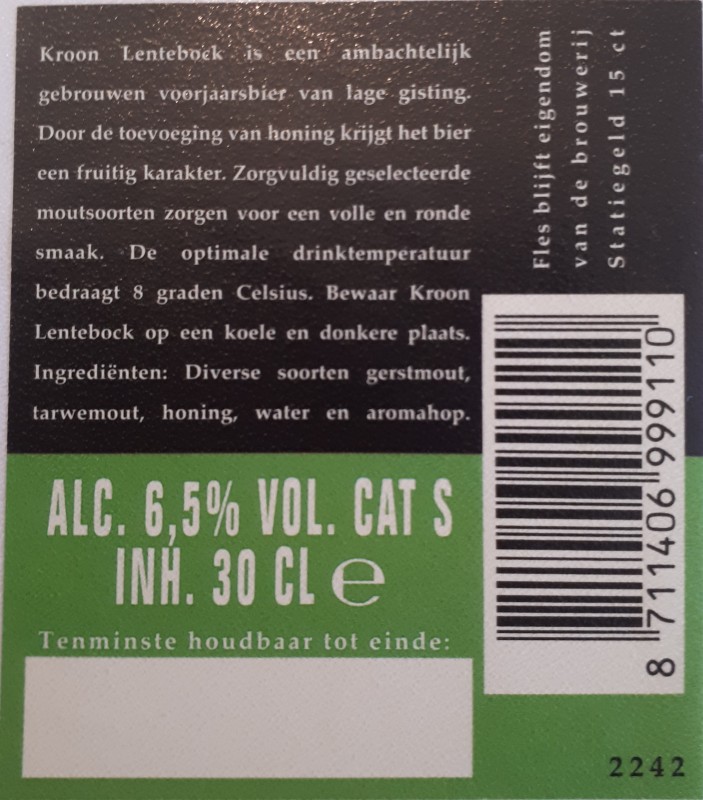 Kroon Lentebock is een ambachtelijk
gebrouwen voorjaarsbier van lage gisting.
Door de toevoeging van honing krijgt het bier
een fruitig karakter. Zorgvuldig geselecteerde
moutsoorten zorgen voor een volle en ronde
smaak. De optimale drinktemperatuur
bedraagt 8 graden Celsius. Bewaar Kroon
Lentebock op een koele en donkere plaats.
Ingrediënten: Diverse soorten gerstmout,
tarwemout, honing, water en aromahop.
ALC. 6,5% VOL. CAT S
INH. 30 CL e
Tenminste houdbaar tot einde:
Fles blijft eigendom
van de brouwerij
Statiegeld 15 ct
8 711406 999110
2242